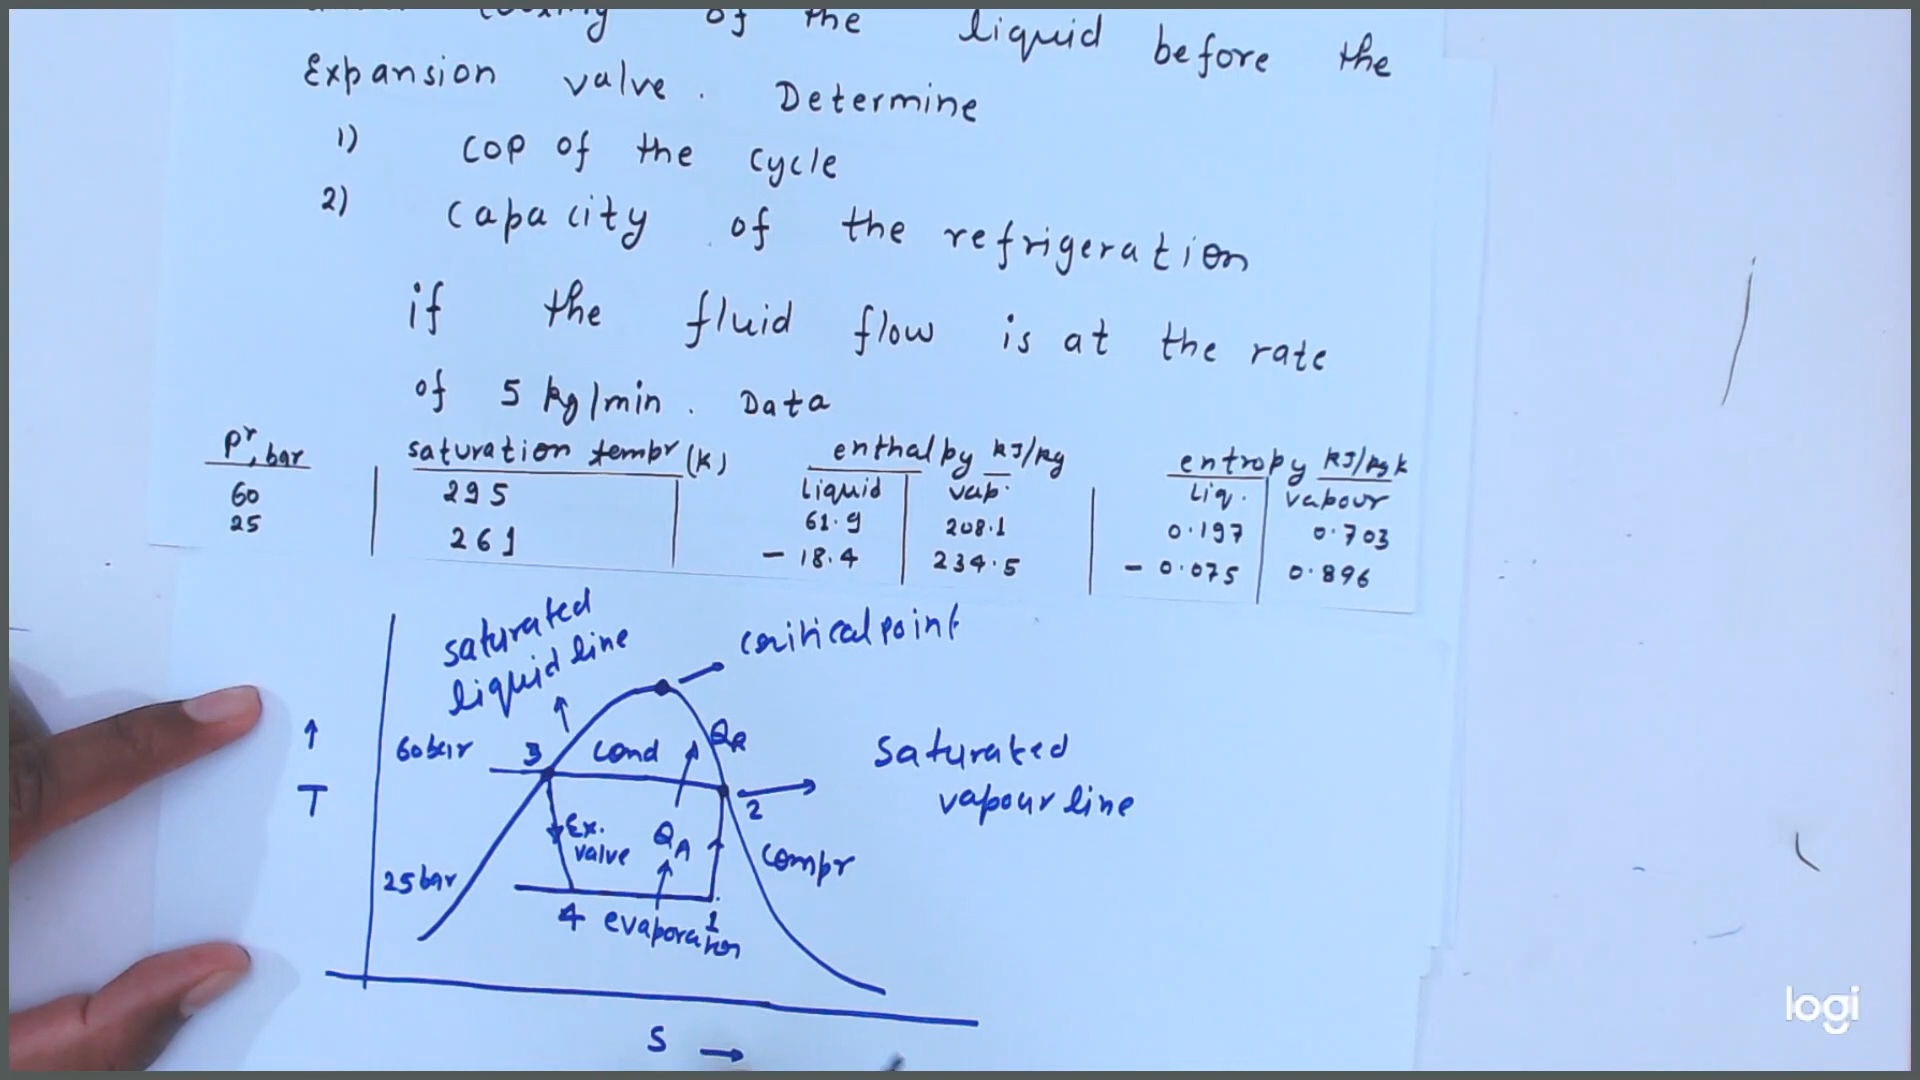 cooling of the liquid before the
Expansion valve. Determine
1) COP of the cycle
2) capacity of the refrigeration
if the fluid flow is at the rate
of 5 kg/min. Data
Pr, bar saturation tempr (K) enthalpy kJ/kg entropy kJ/kgk
liquid vap. Liq. vapour
60 295 61.9 208.1 0.197 0.703
25 261 - 18.4 234.5 - 0.075 0.896
saturated
liquid line
critical point
60 bar 3 cond QR
saturated
vapour line
2
T
Ex.
valve
QA
compr
25 bar
4 evaporator 1
S
logi